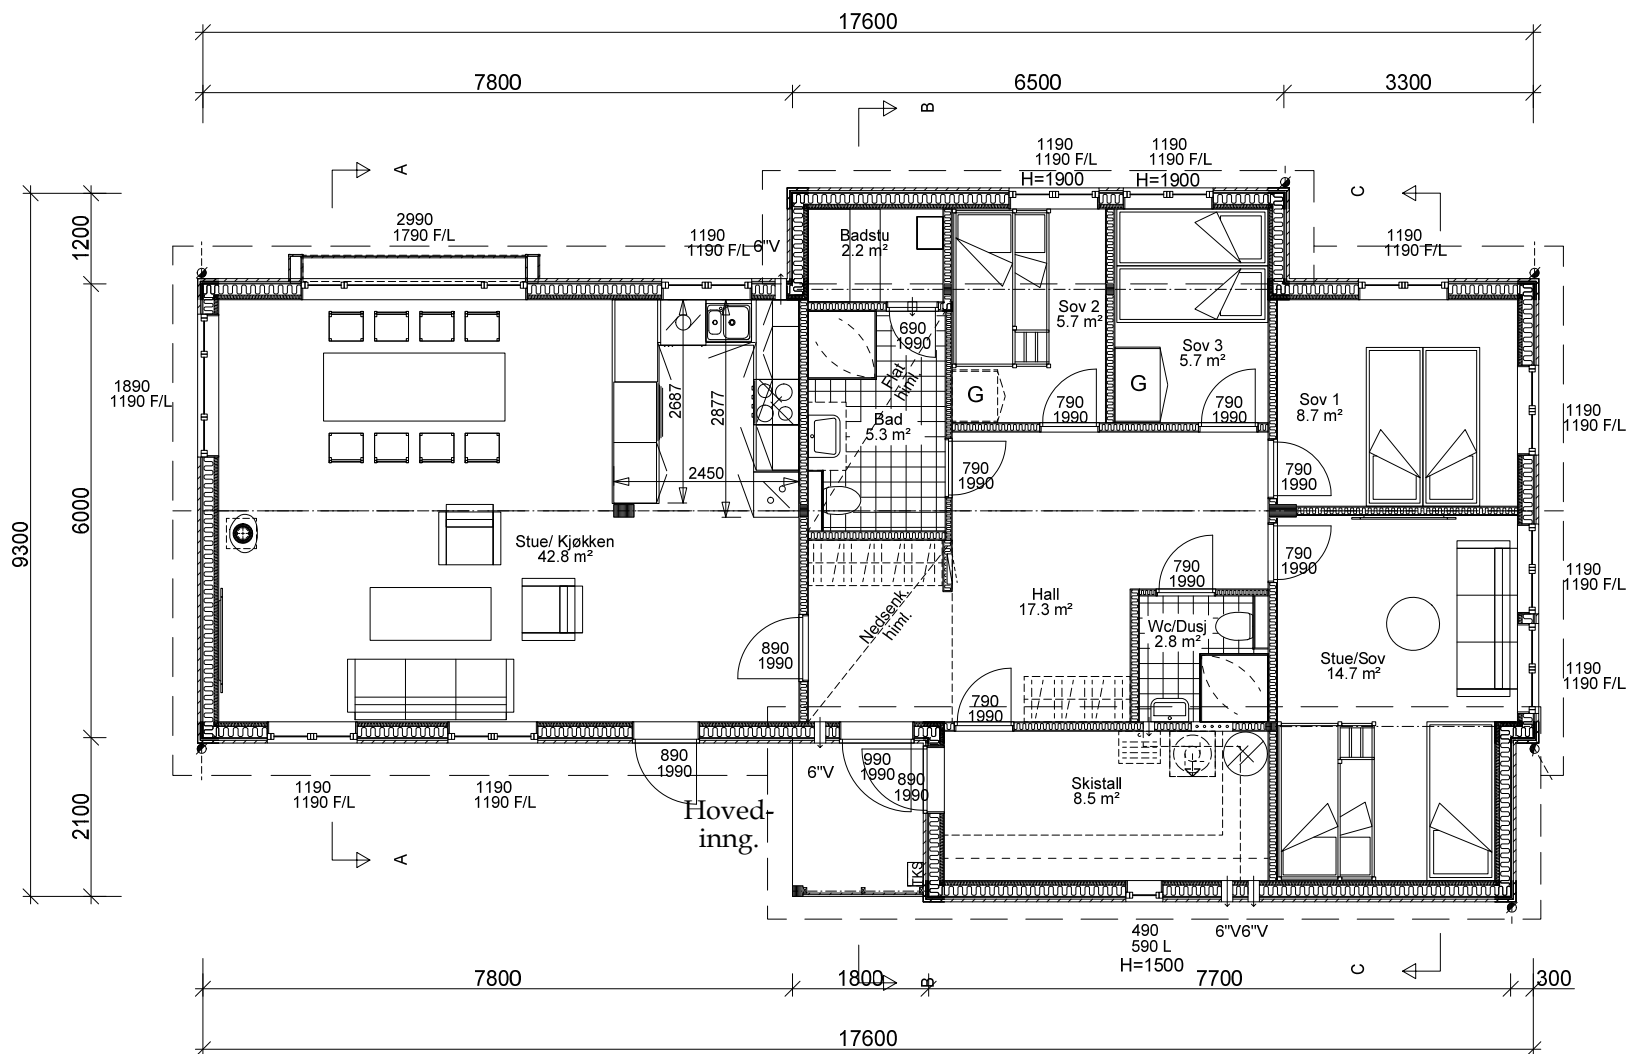 17600
7800
6500
3300
B
1190
1190 F/L
H=1900
1190
1190 F/L
H=1900
A
C
2990
1790 F/L
1190
1190 F/L
6"V
1190
1190 F/L
1200
6000
2100
9300
Badstu
2.2 m²
690
1990
Flat
himl.
Sov 2
5.7 m²
Sov 3
5.7 m²
G
G
790
1990
790
1990
Sov 1
8.7 m²
1890
1190 F/L
2687
2877
2450
Bad
5.3 m²
1190
1190 F/L
790
1990
790
1990
Stue/ Kjøkken
42.8 m²
790
1990
790
1990
1190
1190 F/L
Hall
17.3 m²
Nedsenk.
himl.
Wc/Dusj
2.8 m²
890
1990
Stue/Sov
14.7 m²
1190
1190 F/L
790
1990
890
1990
6"V
990
1990
890
1990
Skistall
8.5 m²
1190
1190 F/L
1190
1190 F/L
Hoved-
inng.
A
TKS
490
590 L
H=1500
6"V
6"V
B
C
7800
1800
7700
300
17600